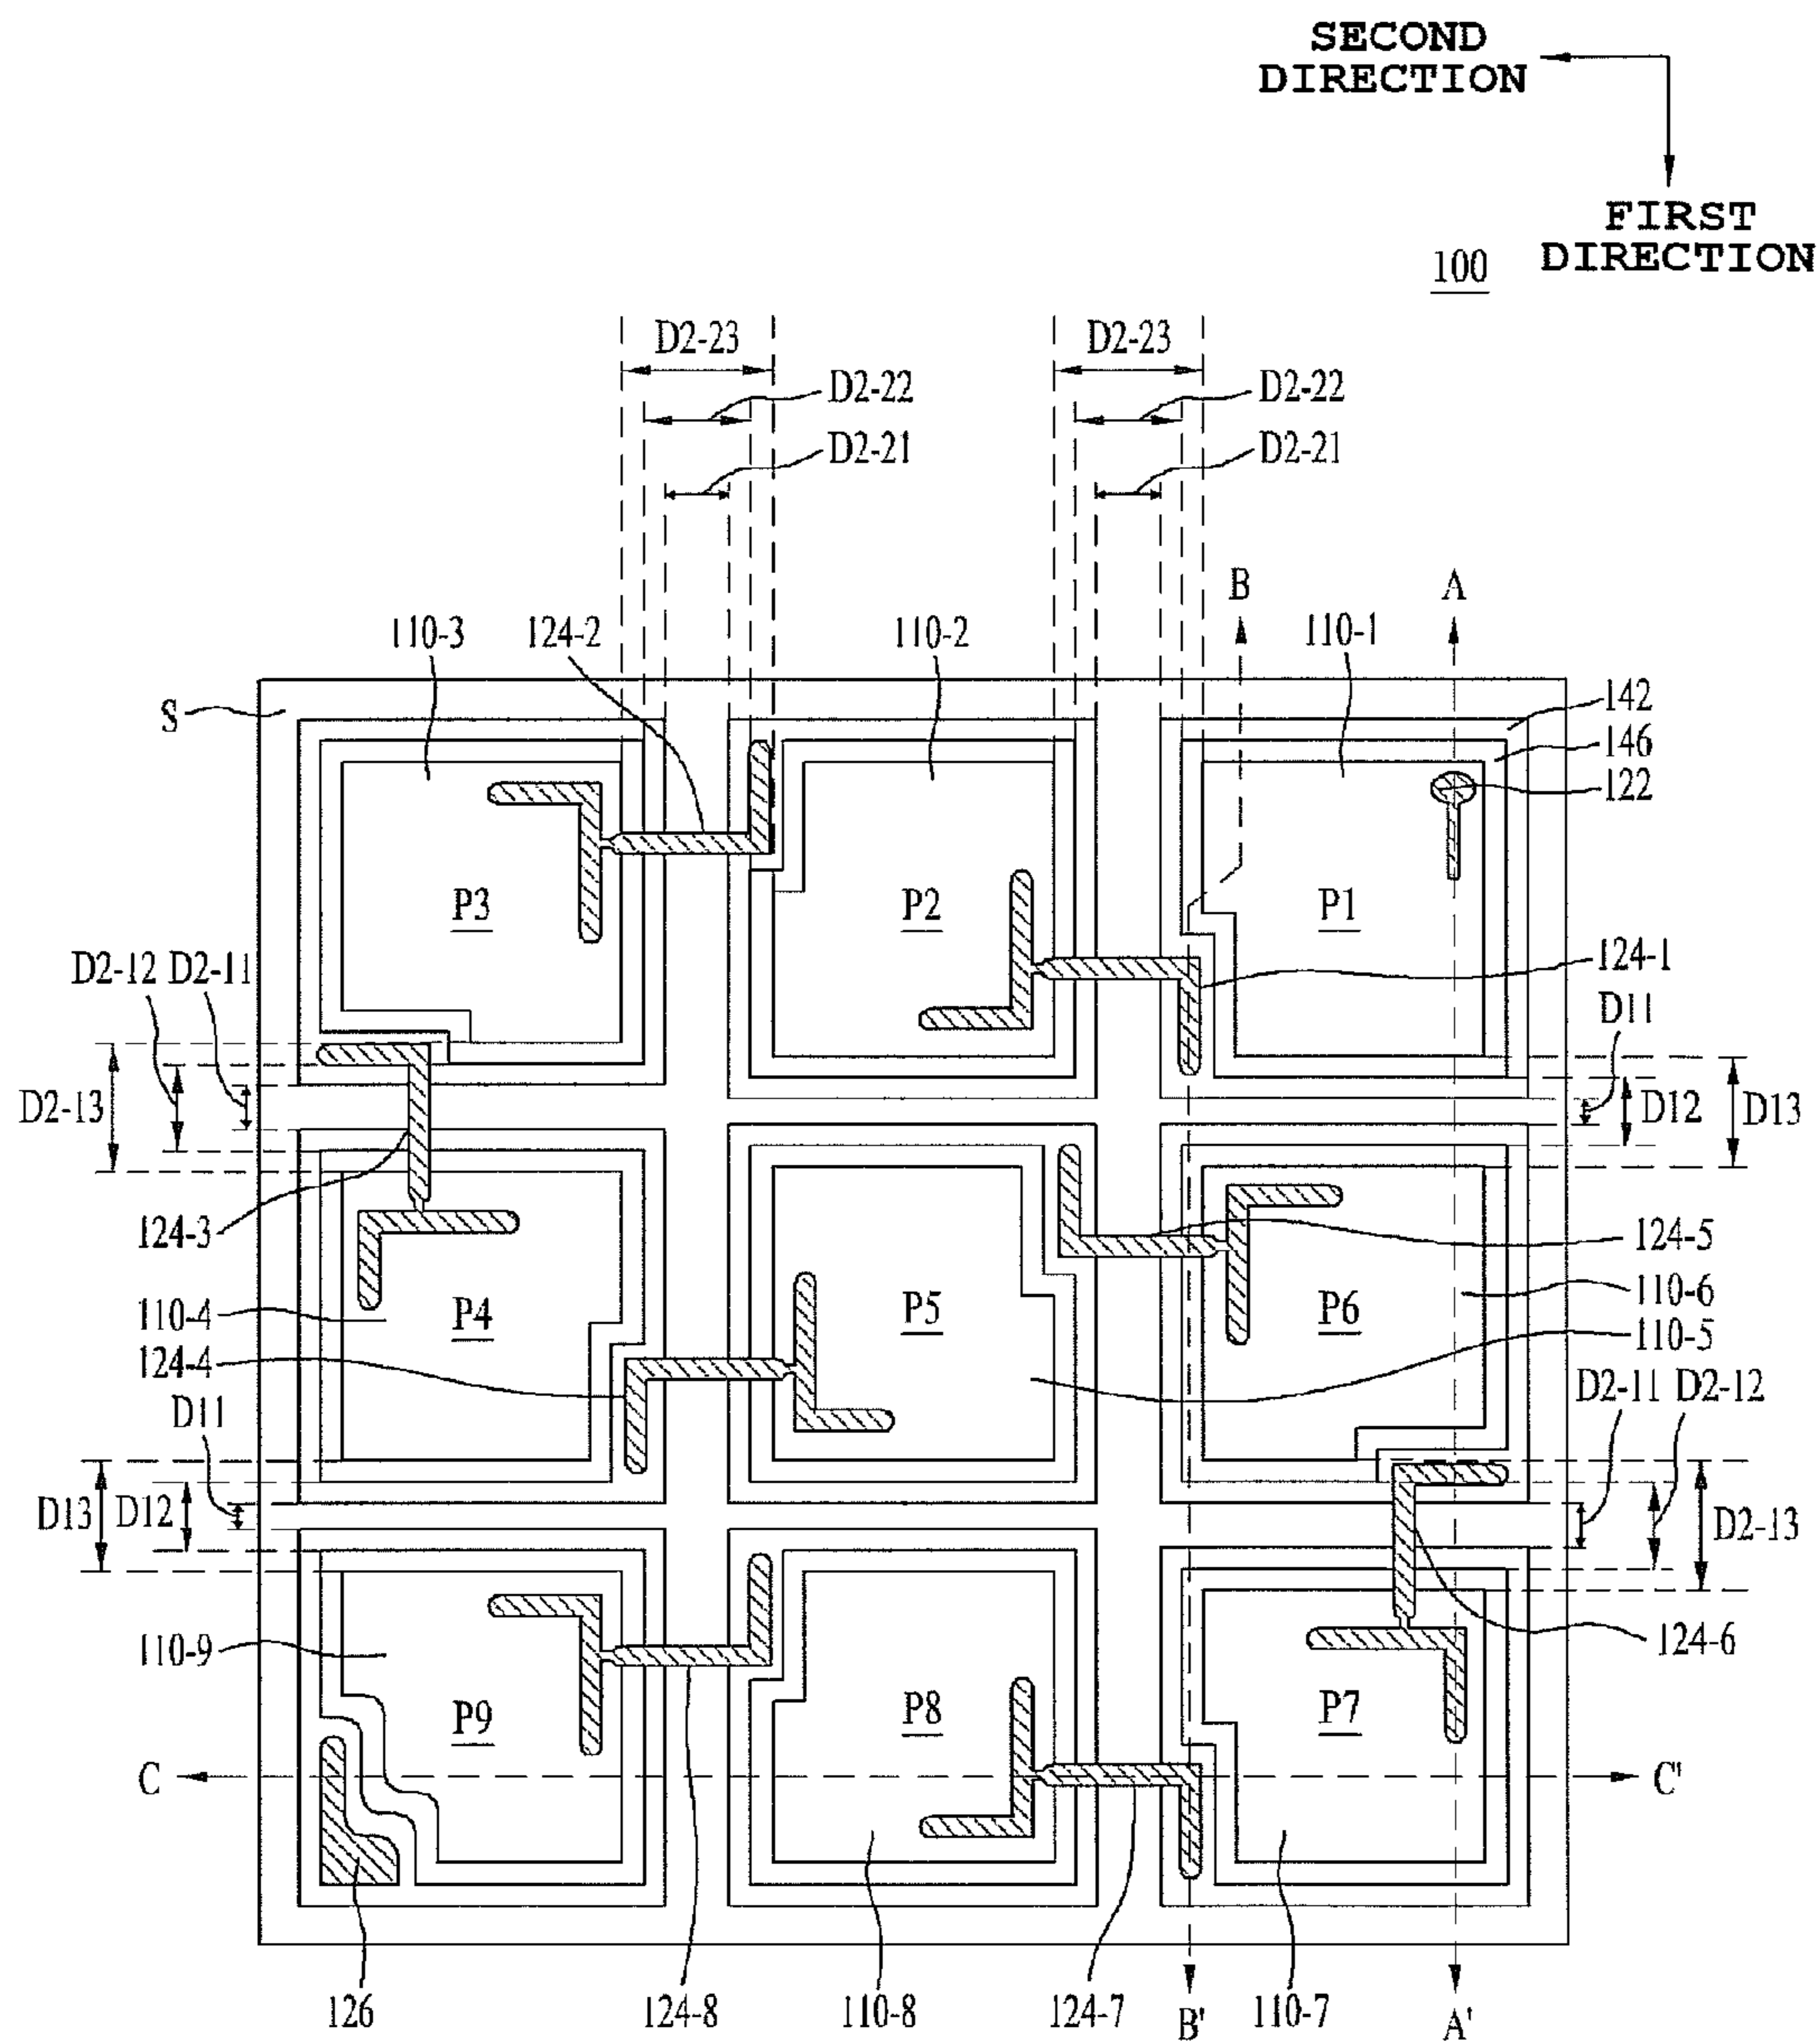 SECOND
DIRECTION
FIRST
DIRECTION
100
D2-23 D2-23
D2-22 D2-22
D2-21 D2-21
B A
110-3 124-2 110-2 110-1
S 142
146
122
P3 P2 P1
D2-12 D2-11 124-1
D11
D2-13 D12 D13
124-3 124-5
110-4 P4 P5 P6 110-6
124-4 110-5
D11 D2-11 D2-12
D13 D12 D2-13
110-9 124-6
P9 P8 P7
C C'
126 124-8 110-8 124-7 B' 110-7 A'